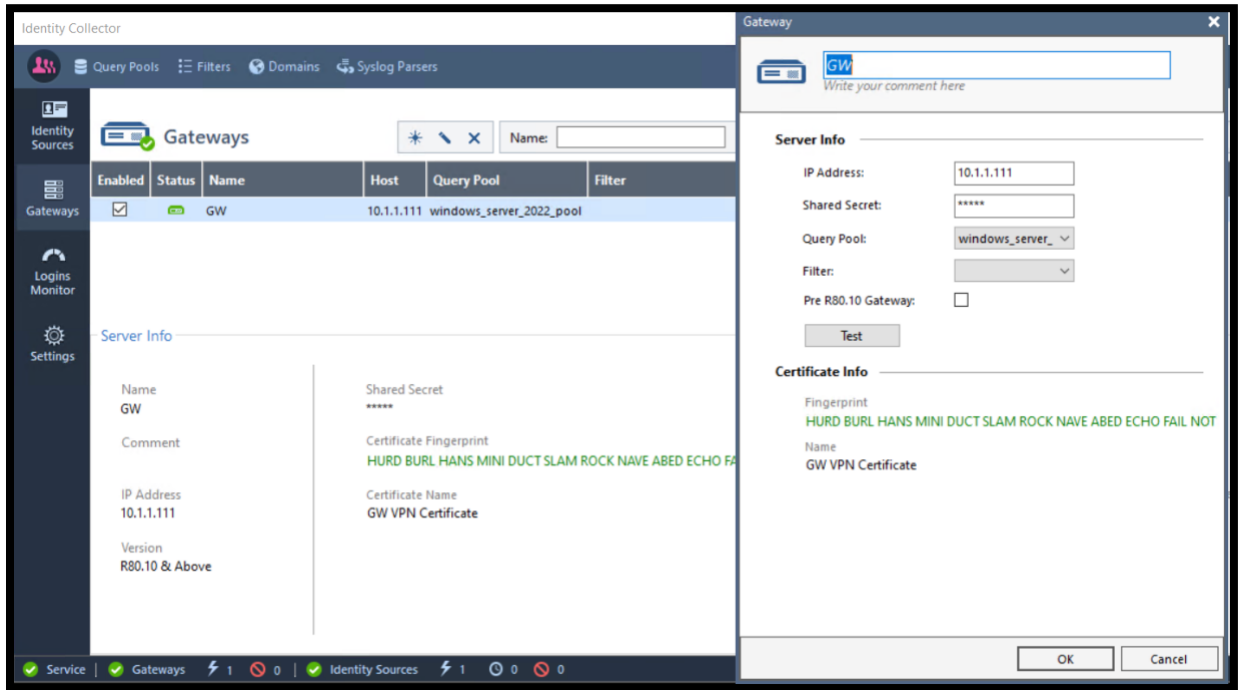 Identity Collector
Query Pools Filters Domains Syslog Parsers
Identity Sources
Gateways
Logins Monitor
Settings
Gateways
Name:
Enabled Status Name Host Query Pool Filter
GW 10.1.1.111 windows_server_2022_pool
Server Info
Name
GW
Comment
IP Address
10.1.1.111
Version
R80.10 & Above
Shared Secret
*****
Certificate Fingerprint
HURD BURL HANS MINI DUCT SLAM ROCK NAVE ABED ECHO FA
Certificate Name
GW VPN Certificate
Service | Gateways 1 0 | Identity Sources 1 0 0
Gateway
GW
Write your comment here
Server Info
IP Address: 10.1.1.111
Shared Secret: *****
Query Pool: windows_server_
Filter:
Pre R80.10 Gateway:
Test
Certificate Info
Fingerprint
HURD BURL HANS MINI DUCT SLAM ROCK NAVE ABED ECHO FAIL NOT
Name
GW VPN Certificate
OK Cancel